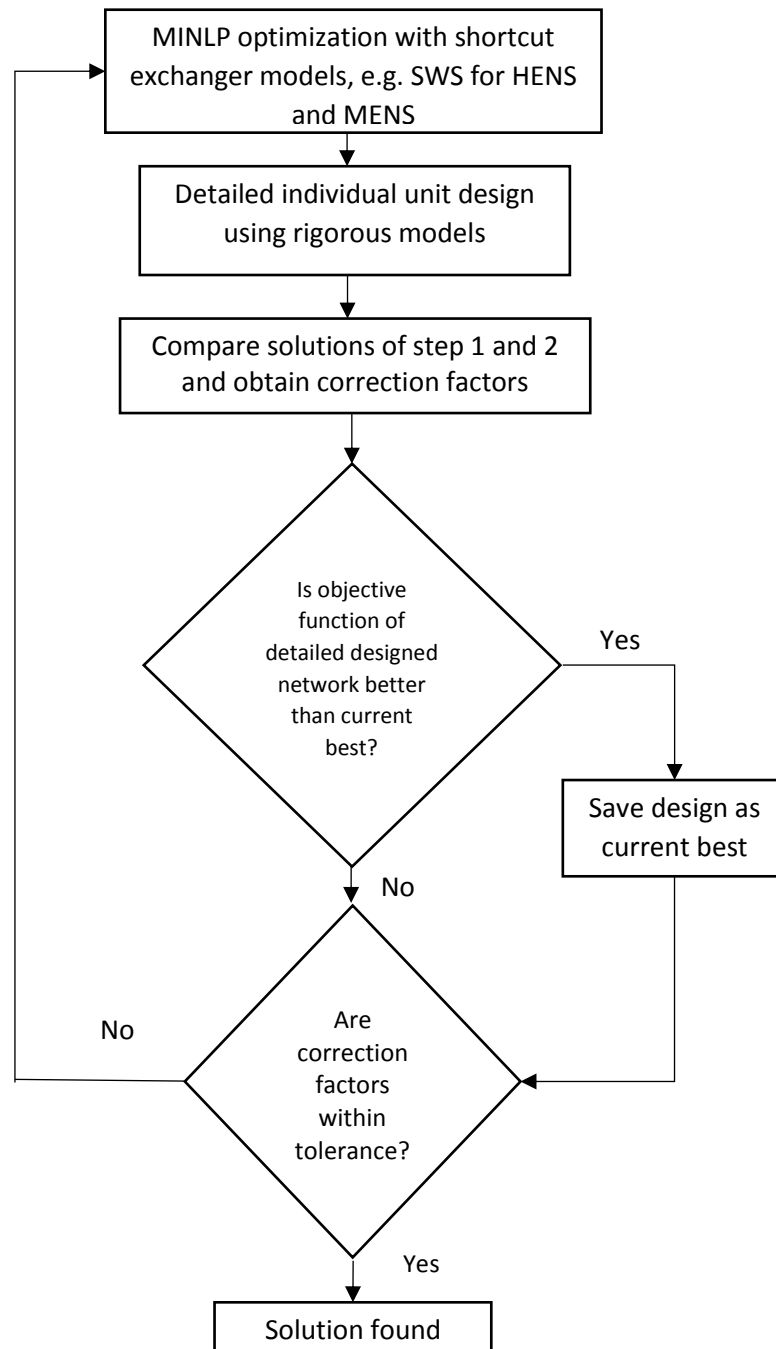 MINLP optimization with shortcut
exchanger models, e.g. SWS for HENS
and MENS
Detailed individual unit design
using rigorous models
Compare solutions of step 1 and 2
and obtain correction factors
Is objective
function of
detailed designed
network better
than current
best?
Yes
Save design as
current best
No
Are
correction
factors
within
tolerance?
No
Yes
Solution found